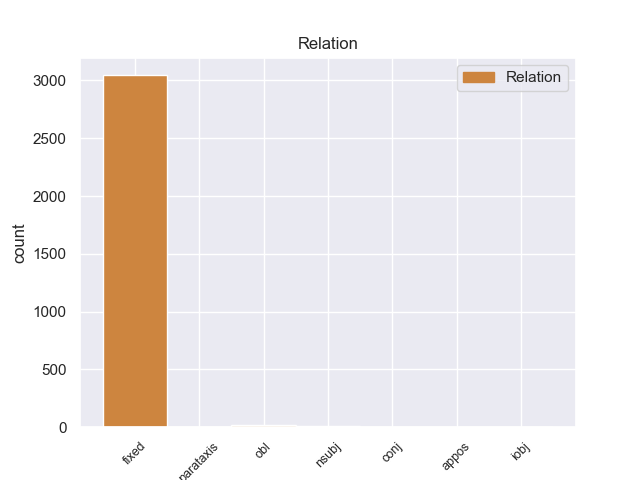 Relation
Relation
count
3000
2500
2000
1500
1000
500
0
fixed
parataxis
obl
nsubj
conj
appos
iobj